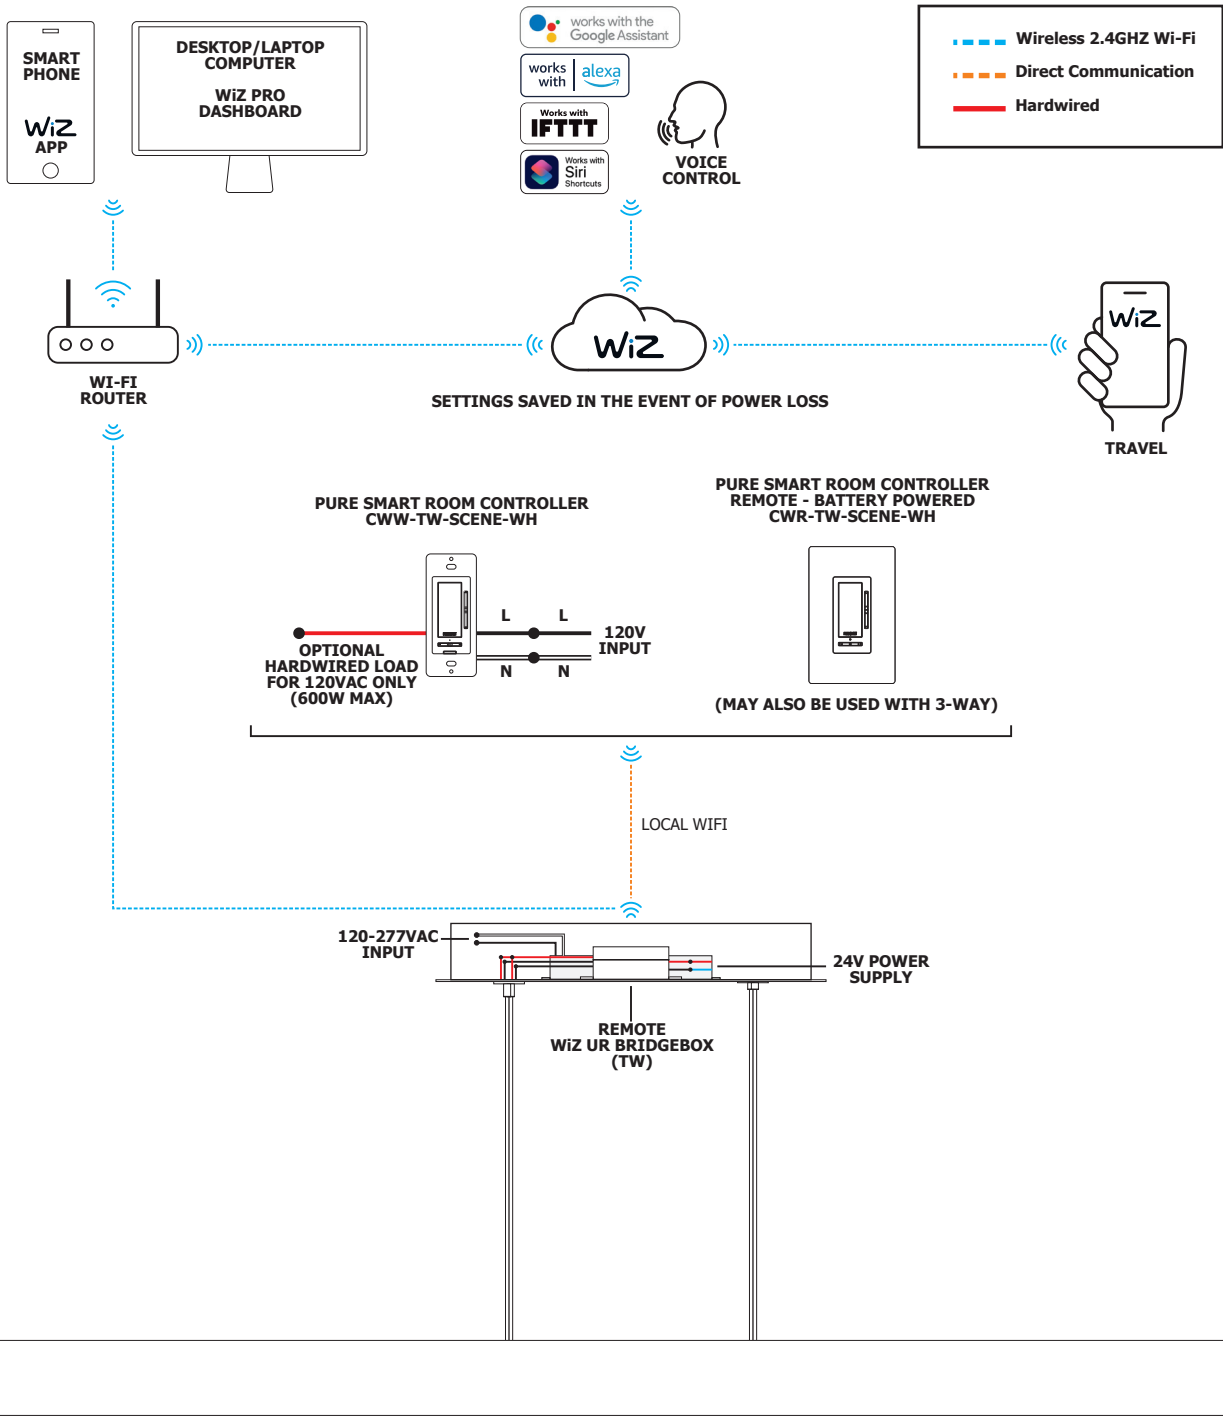 SMART
PHONE
WiZ
APP
DESKTOP/LAPTOP
COMPUTER
WiZ PRO
DASHBOARD
works with the
Google Assistant
works
with
alexa
Works with
IFTTT
Works with
Siri
Shortcuts
VOICE
CONTROL
Wireless 2.4GHZ Wi-Fi
Direct Communication
Hardwired
WI-FI
ROUTER
WiZ
SETTINGS SAVED IN THE EVENT OF POWER LOSS
WiZ
TRAVEL
PURE SMART ROOM CONTROLLER
CWW-TW-SCENE-WH
L
L
N
N
120V
INPUT
OPTIONAL
HARDWIRED LOAD
FOR 120VAC ONLY
(600W MAX)
PURE SMART ROOM CONTROLLER
REMOTE - BATTERY POWERED
CWR-TW-SCENE-WH
(MAY ALSO BE USED WITH 3-WAY)
LOCAL WIFI
120-277VAC
INPUT
24V POWER
SUPPLY
REMOTE
WiZ UR BRIDGEBOX
(TW)